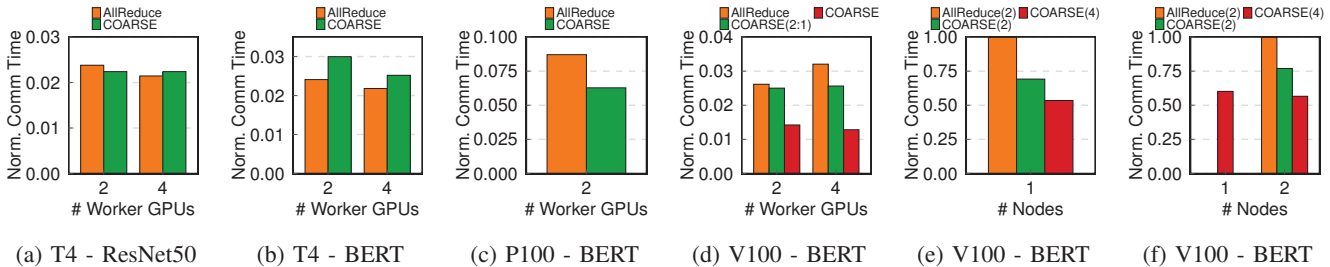 AllReduce
COARSE
Norm. Comm Time
0.03
0.02
0.01
0.00
2 4
# Worker GPUs
(a) T4 - ResNet50
AllReduce
COARSE
Norm. Comm Time
0.03
0.02
0.01
0.00
2 4
# Worker GPUs
(b) T4 - BERT
AllReduce
COARSE
Norm. Comm Time
0.100
0.075
0.050
0.025
0.000
2
# Worker GPUs
(c) P100 - BERT
AllReduce COARSE
COARSE(2:1)
Norm. Comm Time
0.04
0.03
0.02
0.01
0.00
2 4
# Worker GPUs
(d) V100 - BERT
AllReduce(2) COARSE(4)
COARSE(2)
Norm. Comm Time
1.00
0.75
0.50
0.25
0.00
1
# Nodes
(e) V100 - BERT
AllReduce(2) COARSE(4)
COARSE(2)
Norm. Comm Time
1.00
0.75
0.50
0.25
0.00
1 2
# Nodes
(f) V100 - BERT